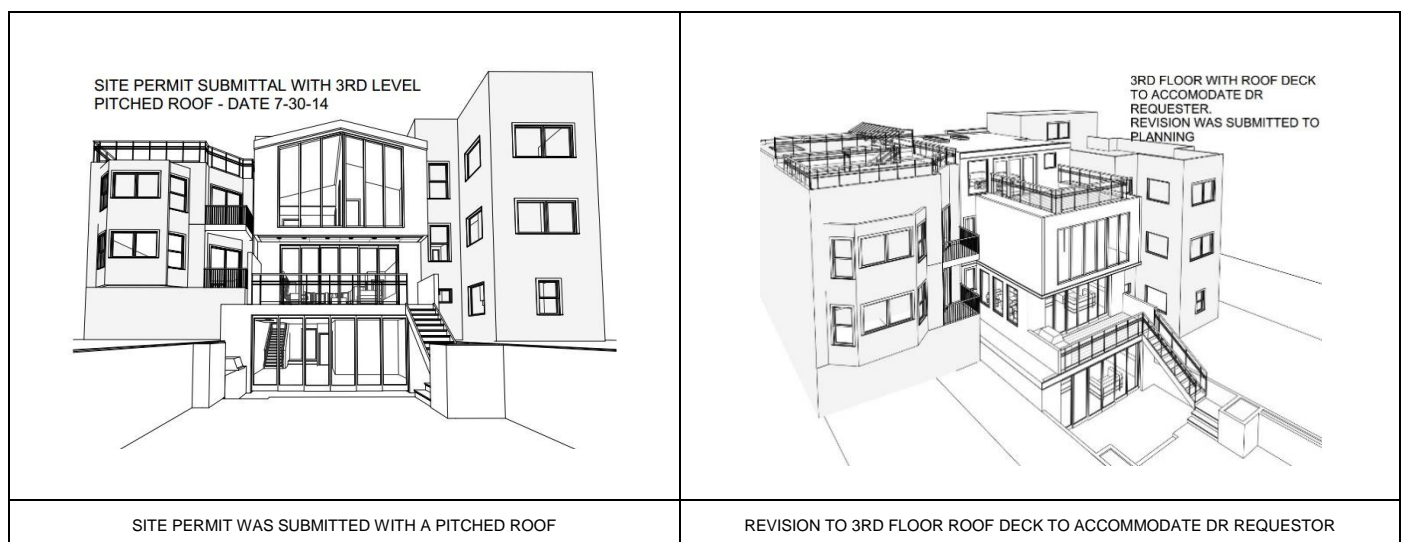 SITE PERMIT SUBMITTAL WITH 3RD LEVEL
PITCHED ROOF - DATE 7-30-14
3RD FLOOR WITH ROOF DECK
TO ACCOMODATE DR
REQUESTER.
REVISION WAS SUBMITTED TO
PLANNING
SITE PERMIT WAS SUBMITTED WITH A PITCHED ROOF
REVISION TO 3RD FLOOR ROOF DECK TO ACCOMMODATE DR REQUESTOR